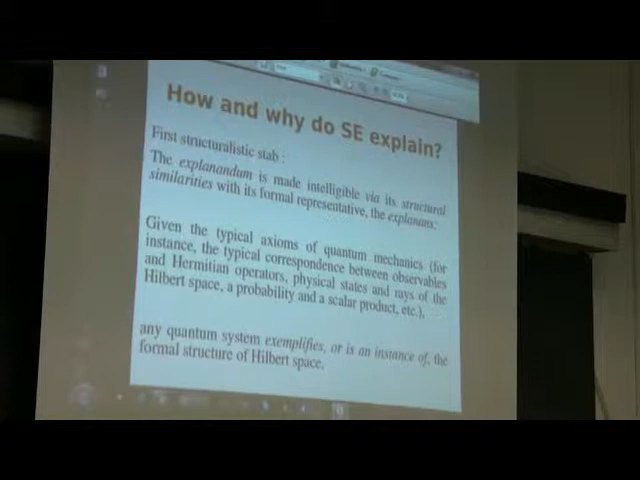 How and why do SE explain?
First structuralistic stab :
The explanandum is made intelligible via its structural
similarities with its formal representative, the explanans:
Given the typical axioms of quantum mechanics (for
instance, the typical correspondence between observables
and Hermitian operators, physical states and rays of the
Hilbert space, a probability and a scalar product, etc.),
any quantum system exemplifies, or is an instance of, the
formal structure of Hilbert space.